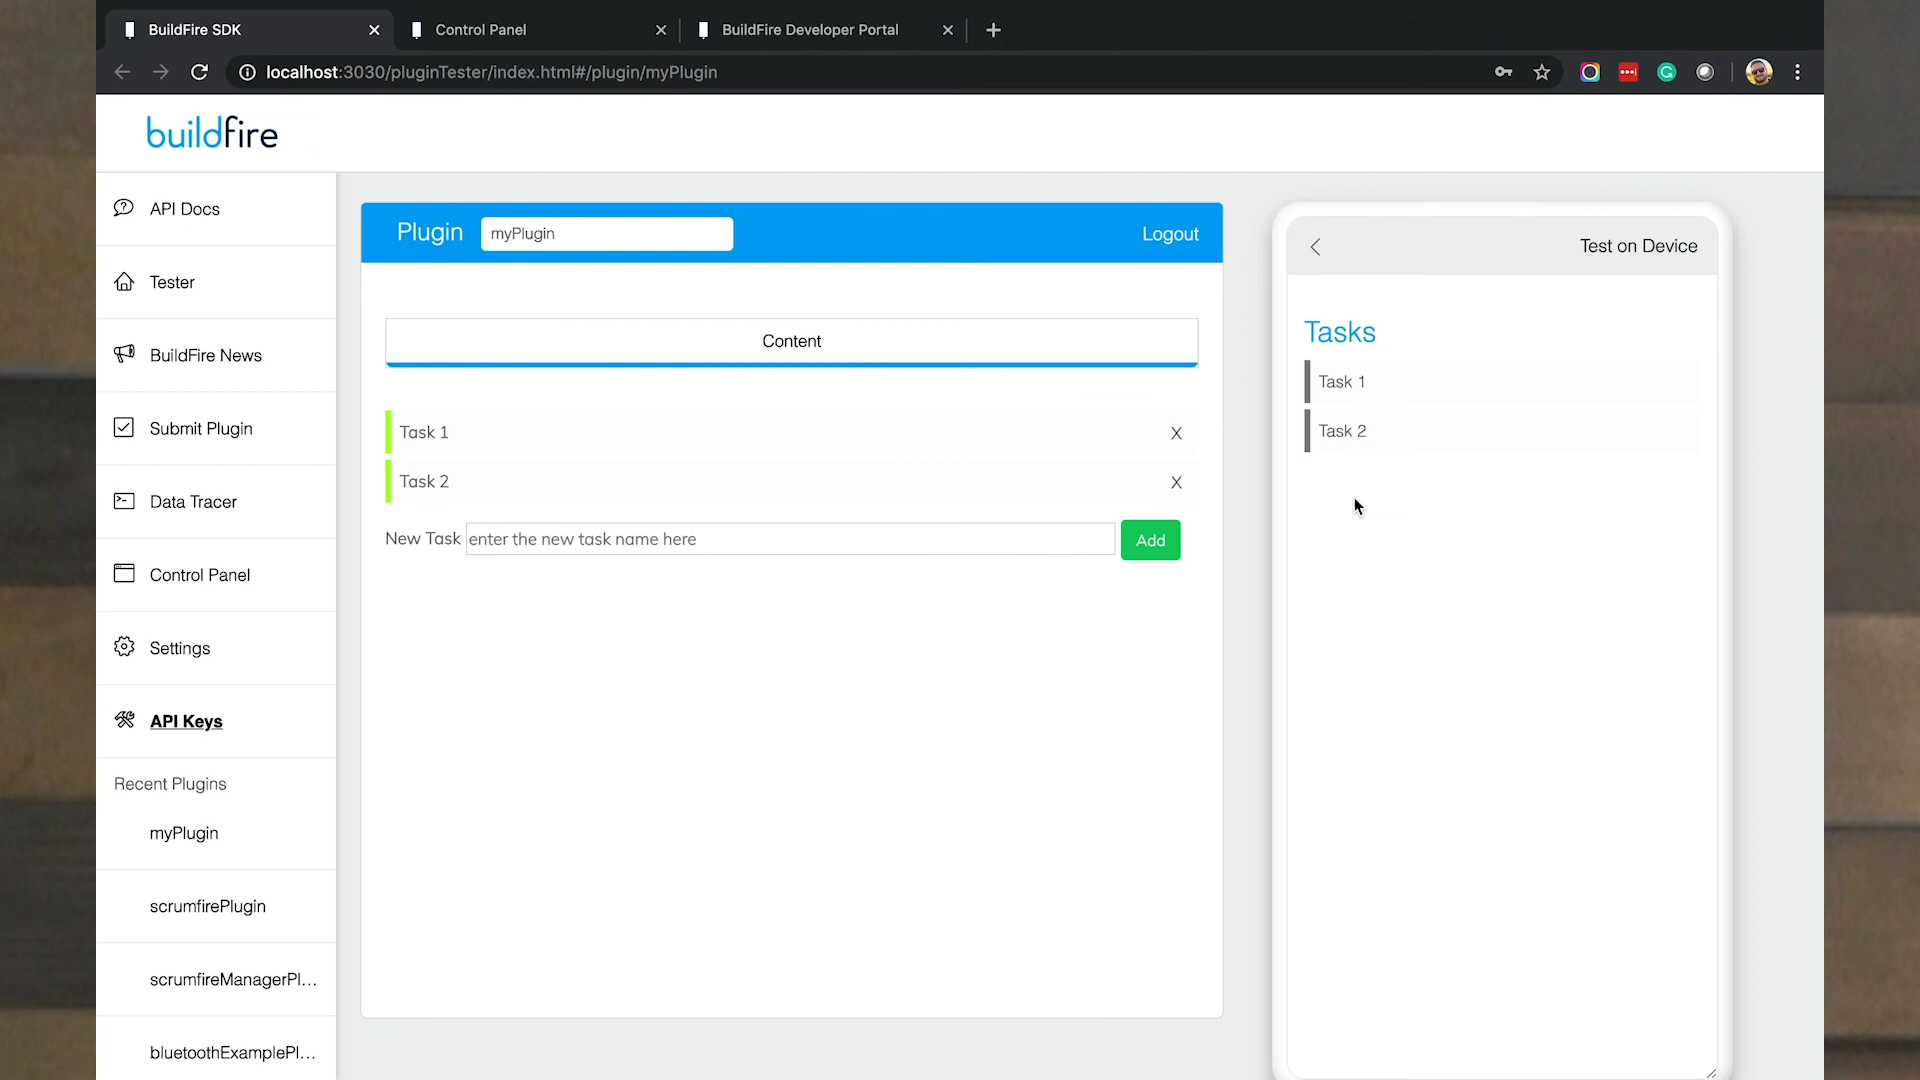 BuildFire SDK
Control Panel
BuildFire Developer Portal
localhost:3030/pluginTester/index.html#/plugin/myPlugin
buildfire
API Docs
Tester
BuildFire News
Submit Plugin
Data Tracer
Control Panel
Settings
API Keys
Recent Plugins
myPlugin
scrumfirePlugin
scrumfireManagerPl...
bluetoothExamplePl...
Plugin
myPlugin
Logout
Content
Task 1
X
Task 2
X
New Task
enter the new task name here
Add
Test on Device
Tasks
Task 1
Task 2